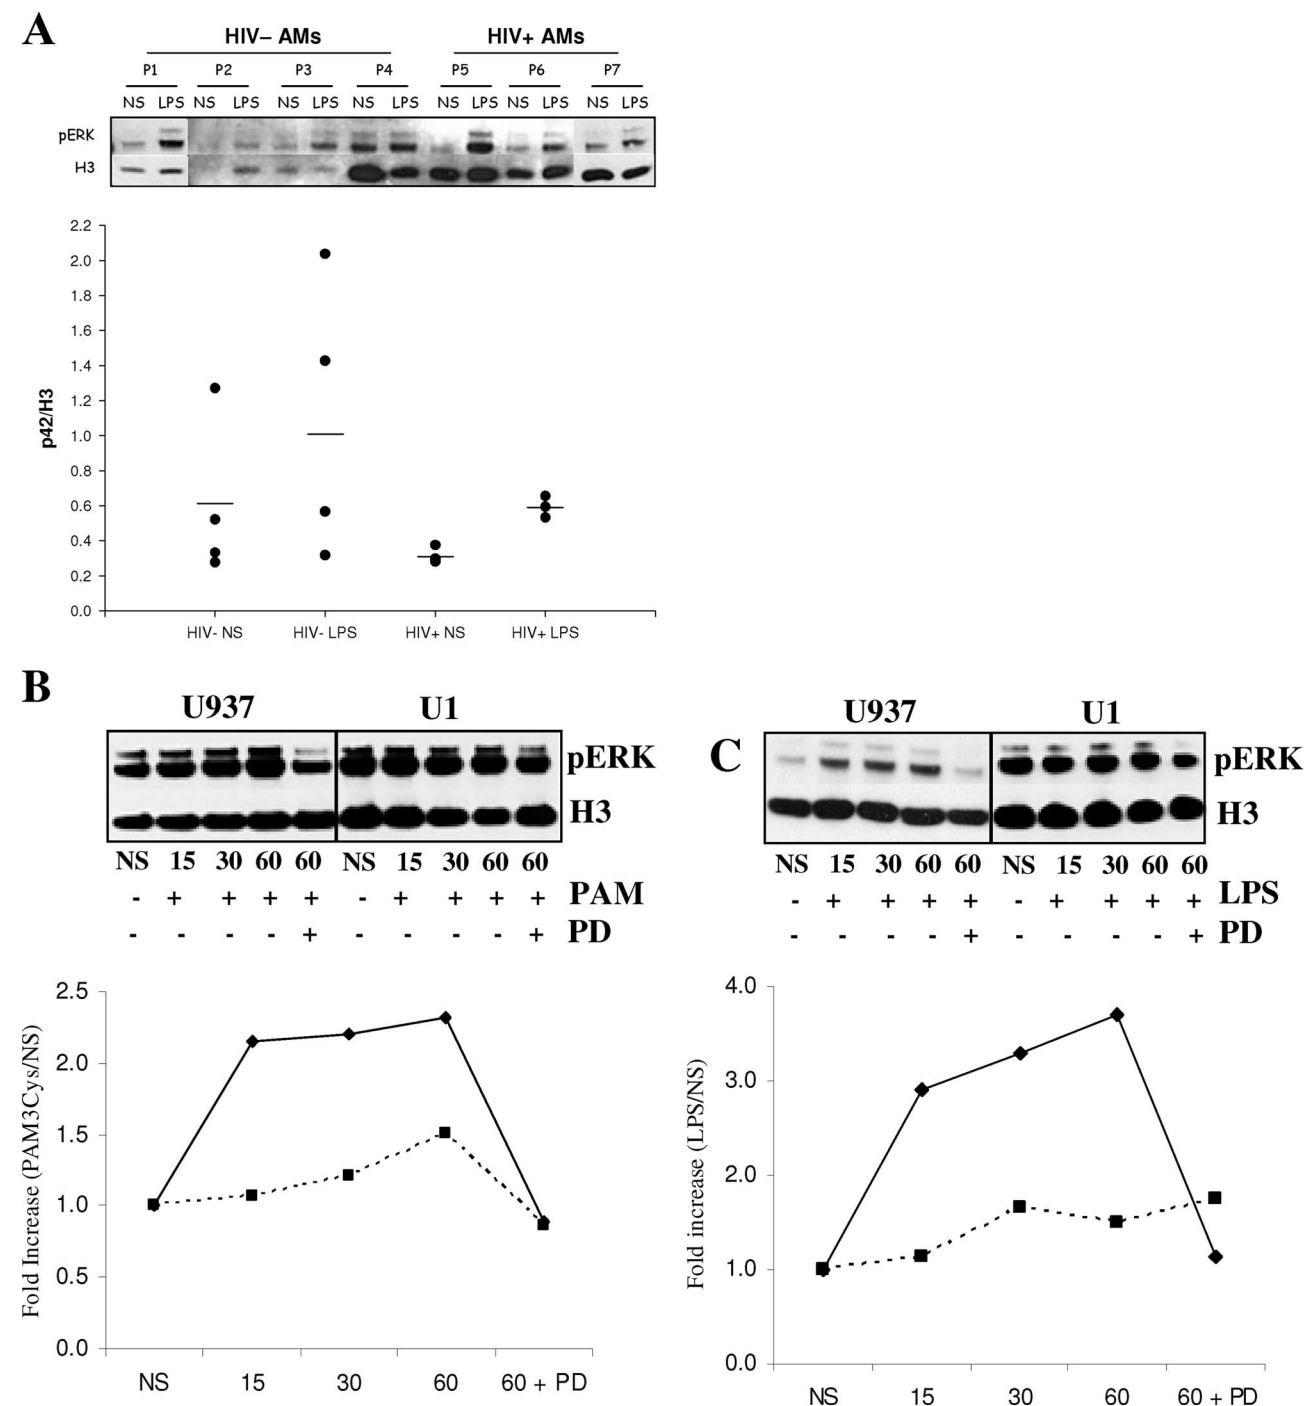 A
HIV– AMs HIV+ AMs
P1 P2 P3 P4 P5 P6 P7
NS LPS NS LPS NS LPS NS LPS NS LPS NS LPS NS LPS
pERK
H3
p42/H3
2.2
2.0
1.8
1.6
1.4
1.2
1.0
0.8
0.6
0.4
0.2
0.0
HIV- NS HIV- LPS HIV+ NS HIV+ LPS
B
U937 U1
pERK
H3
NS 15 30 60 60 NS 15 30 60 60
- + + + + - + + + + PAM
- - - - + - - - - + PD
Fold Increase (PAM3Cys/NS)
2.5
2.0
1.5
1.0
0.5
0.0
NS 15 30 60 60 + PD
C
U937 U1
pERK
H3
NS 15 30 60 60 NS 15 30 60 60
- + + + + - + + + + LPS
- - - - + - - - - + PD
Fold increase (LPS/NS)
4.0
3.0
2.0
1.0
0.0
NS 15 30 60 60 + PD